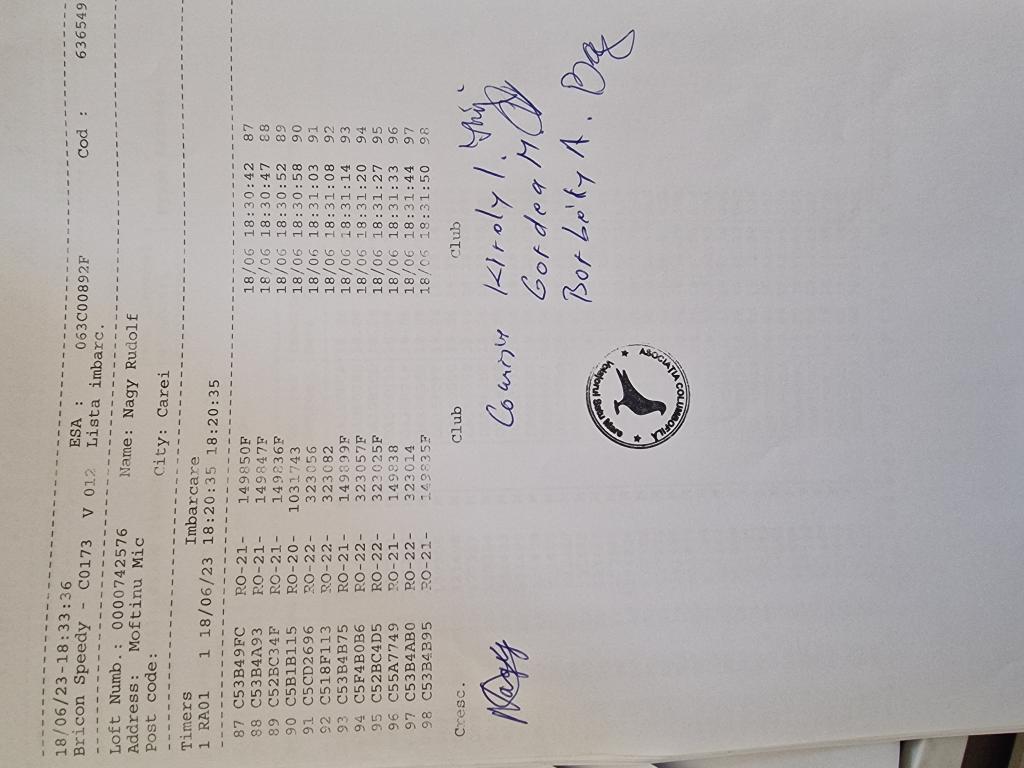 18/06/23-18:33:36
Bricon Speedy - C0173 V 012 ESA : 063C00892F Cod : 636549
Lista imbarc.
Loft Numb.: 0000742576 Name: Nagy Rudolf
Address: Moftinu Mic
Post code: City: Carei
Timers Imbarcare
1 RA01 1 18/06/23 18:20:35 18:20:35
87 C53B49FC RO-21- 149850F 18/06 18:30:42 87
88 C53B4A93 RO-21- 149847F 18/06 18:30:47 88
89 C52BC34F RO-21- 149836F 18/06 18:30:52 89
90 C5B1B115 RO-20- 1031743 18/06 18:30:58 90
91 C5CD2696 RO-22- 323056 18/06 18:31:03 91
92 C518F113 RO-22- 323082 18/06 18:31:08 92
93 C53B4B75 RO-21- 149899F 18/06 18:31:14 93
94 C5F4B0B6 RO-22- 323057F 18/06 18:31:20 94
95 C52BC4D5 RO-22- 323025F 18/06 18:31:27 95
96 C55A7749 RO-21- 149838 18/06 18:31:33 96
97 C53B4AB0 RO-22- 323014 18/06 18:31:44 97
98 C53B4B95 RO-21- 149835F 18/06 18:31:50 98
Cresc. Club Club
Nagy Kiroly I.
Gordea M
Borbely A.
ASOCIATIA COLUMBOFILA